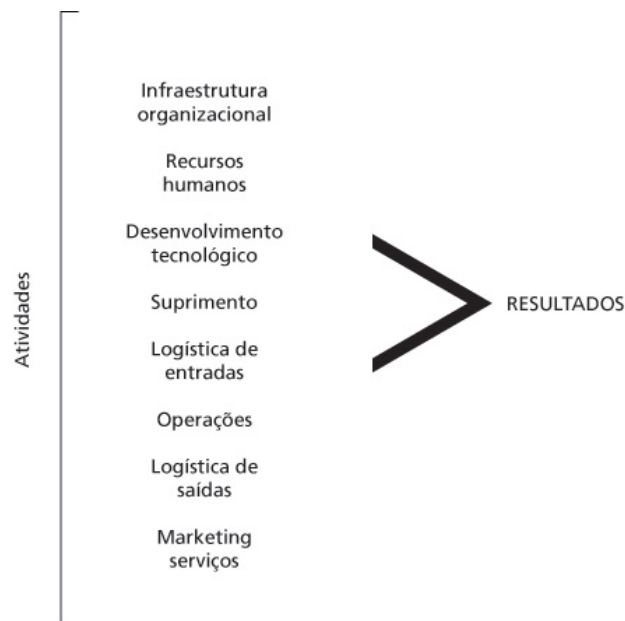 Atividades
Infraestrutura
organizacional
Recursos
humanos
Desenvolvimento
tecnológico
Suprimento
Logística de
entradas
Operações
Logística de
saídas
Marketing
serviços
RESULTADOS